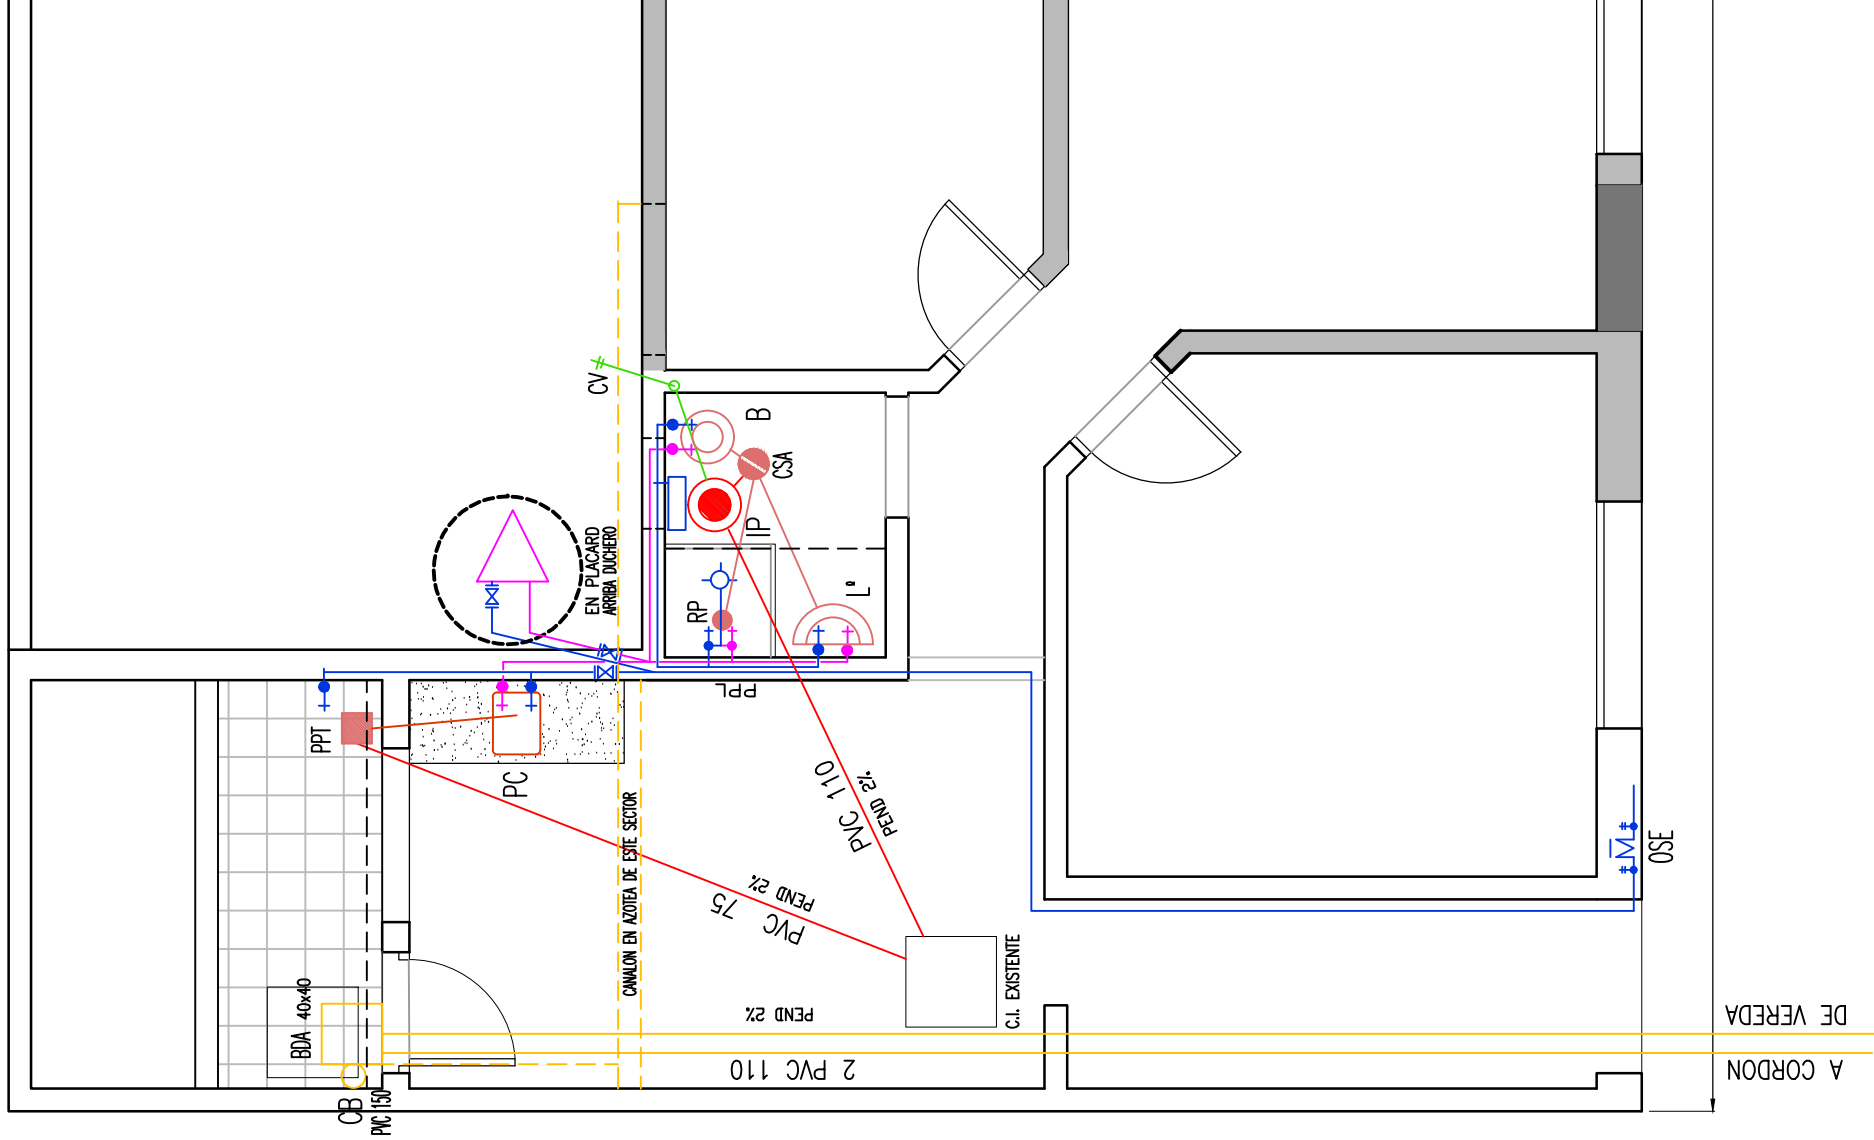 CV
B
CSA
IP
EN PLACARD
ARRIBA DUCHERO
RP
Lº
PPL
PPT
PC
PVC 110
PEND 2%
PVC 75
PEND 2%
CANALON EN AZOTEA DE ESTE SECTOR
M
OSE
C.I. EXISTENTE
BDA 40x40
PEND 2%
2 PVC 110
CB
PVC 150
A CORDON
DE VEREDA